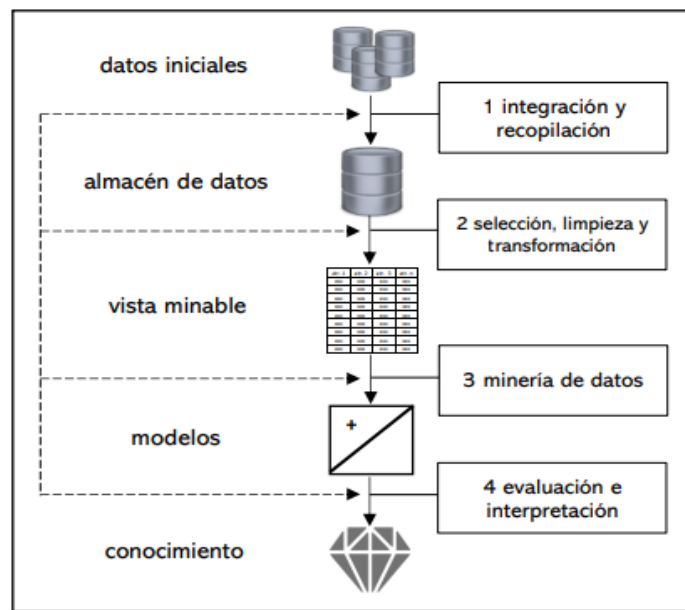 datos iniciales
1 integración y
recopilación
almacén de datos
2 selección, limpieza y
transformación
vista minable
3 minería de datos
modelos
+
4 evaluación e
interpretación
conocimiento